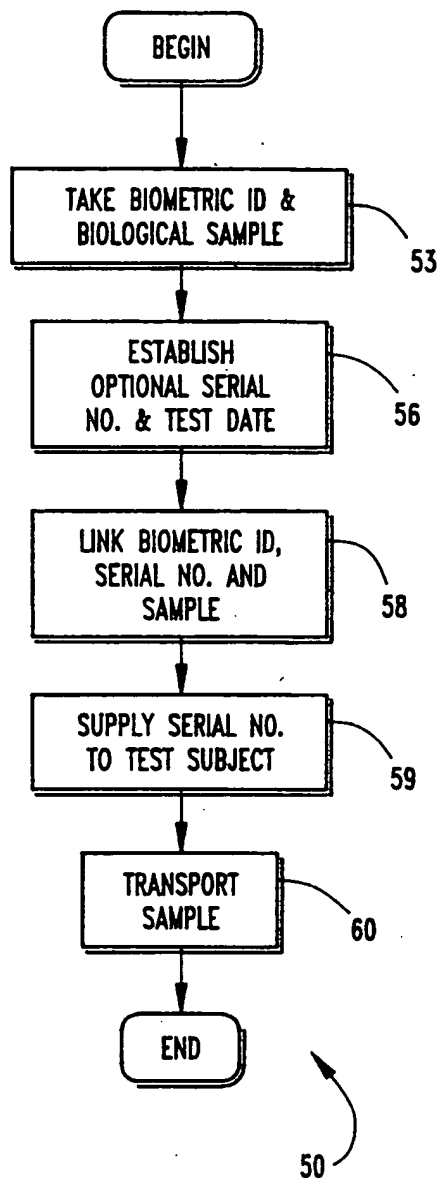 BEGIN
TAKE BIOMETRIC ID &
BIOLOGICAL SAMPLE
53
ESTABLISH
OPTIONAL SERIAL
NO. & TEST DATE
56
LINK BIOMETRIC ID,
SERIAL NO. AND
SAMPLE
58
SUPPLY SERIAL NO.
TO TEST SUBJECT
59
TRANSPORT
SAMPLE
60
END
50